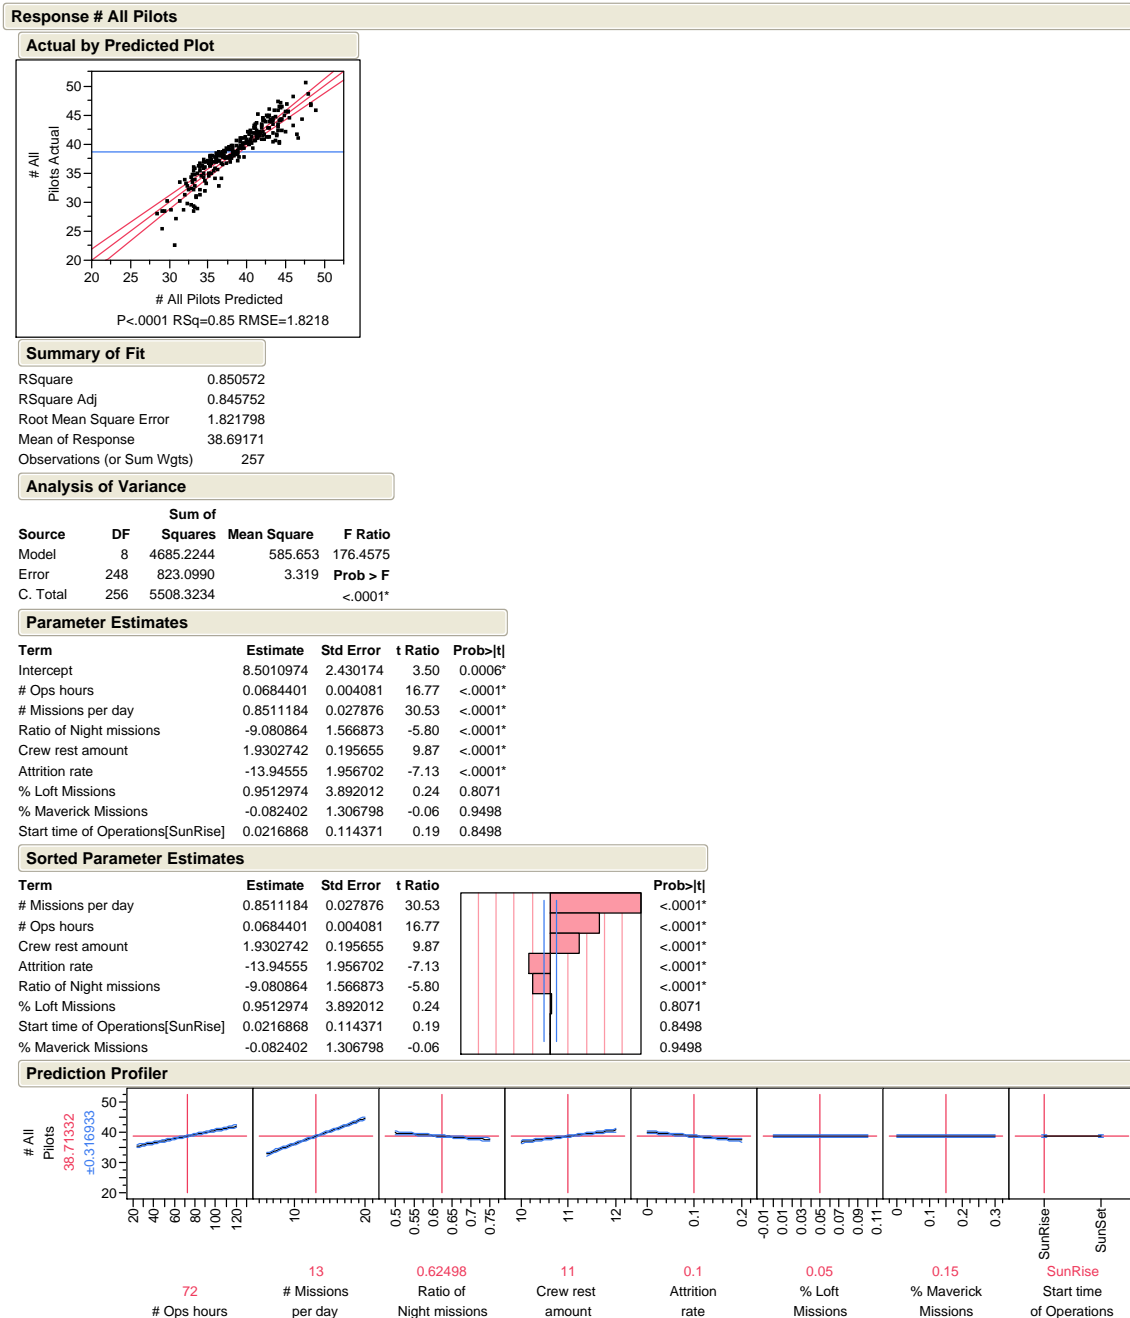 Response # All Pilots
Actual by Predicted Plot
50
45
40
35
30
25
20
# All
Pilots Actual
20 25 30 35 40 45 50
# All Pilots Predicted
P<.0001 RSq=0.85 RMSE=1.8218
Summary of Fit
RSquare 0.850572
RSquare Adj 0.845752
Root Mean Square Error 1.821798
Mean of Response 38.69171
Observations (or Sum Wgts) 257
Analysis of Variance
Sum of
Source DF Squares Mean Square F Ratio
Model 8 4685.2244 585.653 176.4575
Error 248 823.0990 3.319 Prob > F
C. Total 256 5508.3234 <.0001*
Parameter Estimates
Term Estimate Std Error t Ratio Prob>|t|
Intercept 8.5010974 2.430174 3.50 0.0006*
# Ops hours 0.0684401 0.004081 16.77 <.0001*
# Missions per day 0.8511184 0.027876 30.53 <.0001*
Ratio of Night missions -9.080864 1.566873 -5.80 <.0001*
Crew rest amount 1.9302742 0.195655 9.87 <.0001*
Attrition rate -13.94555 1.956702 -7.13 <.0001*
% Loft Missions 0.9512974 3.892012 0.24 0.8071
% Maverick Missions -0.082402 1.306798 -0.06 0.9498
Start time of Operations[SunRise] 0.0216868 0.114371 0.19 0.8498
Sorted Parameter Estimates
Term Estimate Std Error t Ratio Prob>|t|
# Missions per day 0.8511184 0.027876 30.53 <.0001*
# Ops hours 0.0684401 0.004081 16.77 <.0001*
Crew rest amount 1.9302742 0.195655 9.87 <.0001*
Attrition rate -13.94555 1.956702 -7.13 <.0001*
Ratio of Night missions -9.080864 1.566873 -5.80 <.0001*
% Loft Missions 0.9512974 3.892012 0.24 0.8071
Start time of Operations[SunRise] 0.0216868 0.114371 0.19 0.8498
% Maverick Missions -0.082402 1.306798 -0.06 0.9498
Prediction Profiler
# All
Pilots
38.71332
±0.316933
50
40
30
20
20 40 60 80 100 120
10 20
0.5 0.55 0.6 0.65 0.7 0.75
10 11 12
0 0.1 0.2
-0.01 0.01 0.03 0.05 0.07 0.09 0.11
0 0.1 0.2 0.3
SunRise SunSet
72
# Ops hours
13
# Missions
per day
0.62498
Ratio of
Night missions
11
Crew rest
amount
0.1
Attrition
rate
0.05
% Loft
Missions
0.15
% Maverick
Missions
SunRise
Start time
of Operations